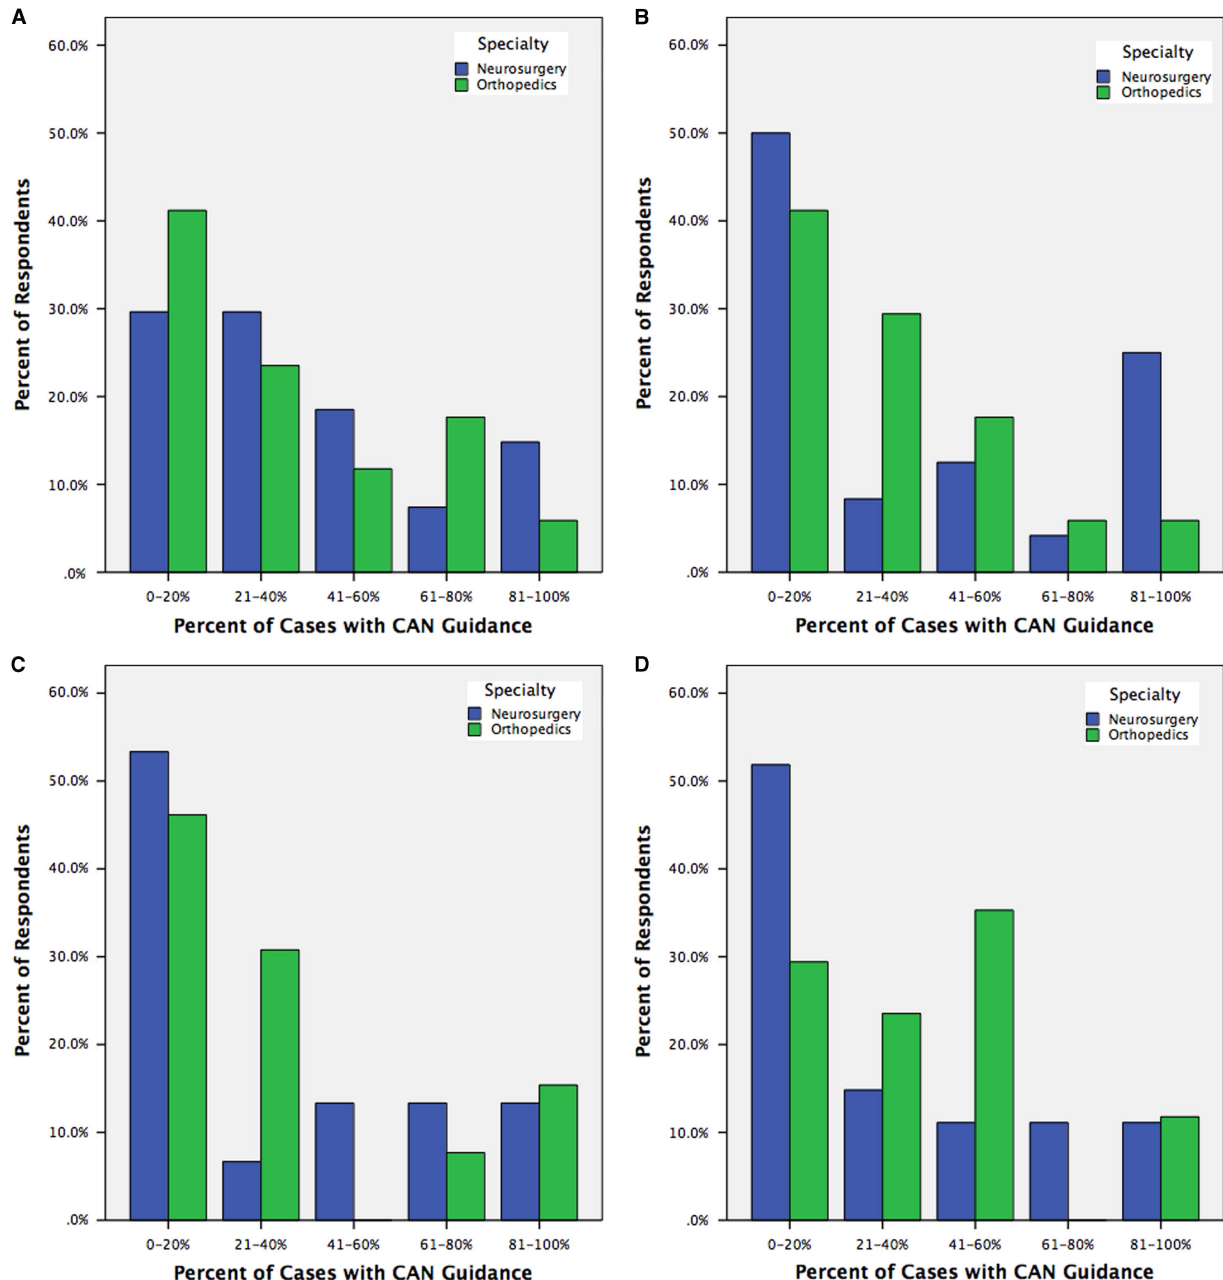 A
Specialty
Neurosurgery
Orthopedics
60.0%
50.0%
40.0%
30.0%
20.0%
10.0%
.0%
Percent of Respondents
0–20%
21–40%
41–60%
61–80%
81–100%
Percent of Cases with CAN Guidance
B
Specialty
Neurosurgery
Orthopedics
60.0%
50.0%
40.0%
30.0%
20.0%
10.0%
.0%
Percent of Respondents
0–20%
21–40%
41–60%
61–80%
81–100%
Percent of Cases with CAN Guidance
C
Specialty
Neurosurgery
Orthopedics
60.0%
50.0%
40.0%
30.0%
20.0%
10.0%
.0%
Percent of Respondents
0–20%
21–40%
41–60%
61–80%
81–100%
Percent of Cases with CAN Guidance
D
Specialty
Neurosurgery
Orthopedics
60.0%
50.0%
40.0%
30.0%
20.0%
10.0%
.0%
Percent of Respondents
0–20%
21–40%
41–60%
61–80%
81–100%
Percent of Cases with CAN Guidance